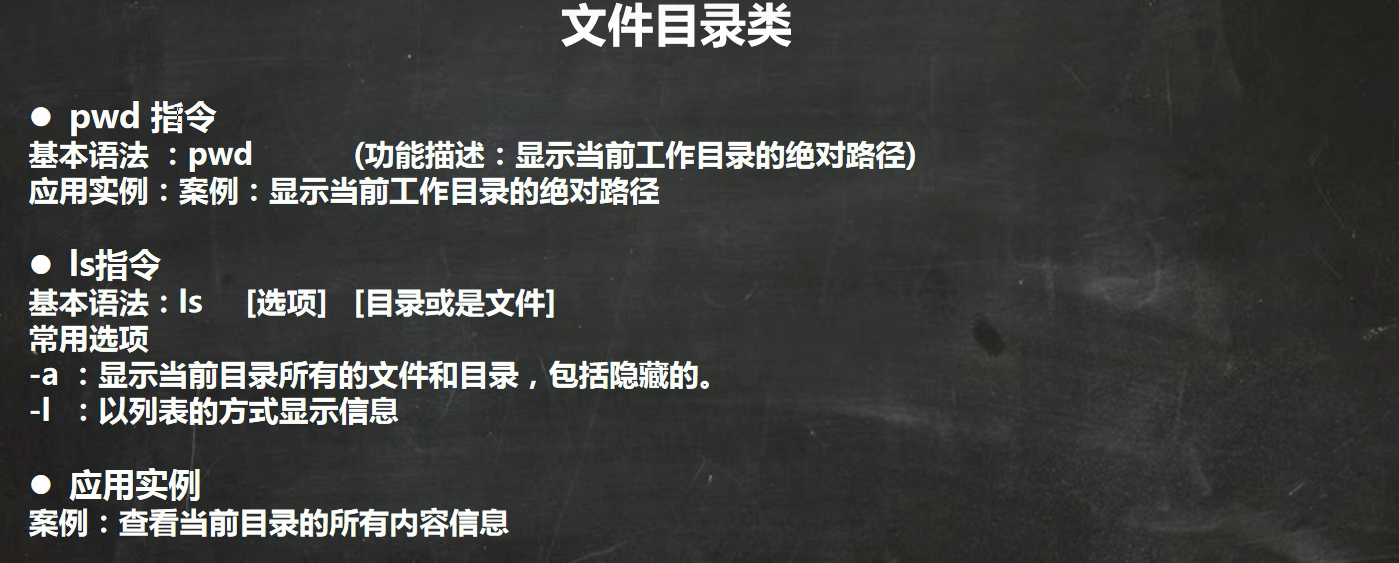 文件目录类
● pwd 指令
基本语法 ：pwd (功能描述：显示当前工作目录的绝对路径)
应用实例：案例：显示当前工作目录的绝对路径
● ls指令
基本语法：ls [选项] [目录或是文件]
常用选项
-a ：显示当前目录所有的文件和目录，包括隐藏的。
-l ：以列表的方式显示信息
● 应用实例
案例：查看当前目录的所有内容信息